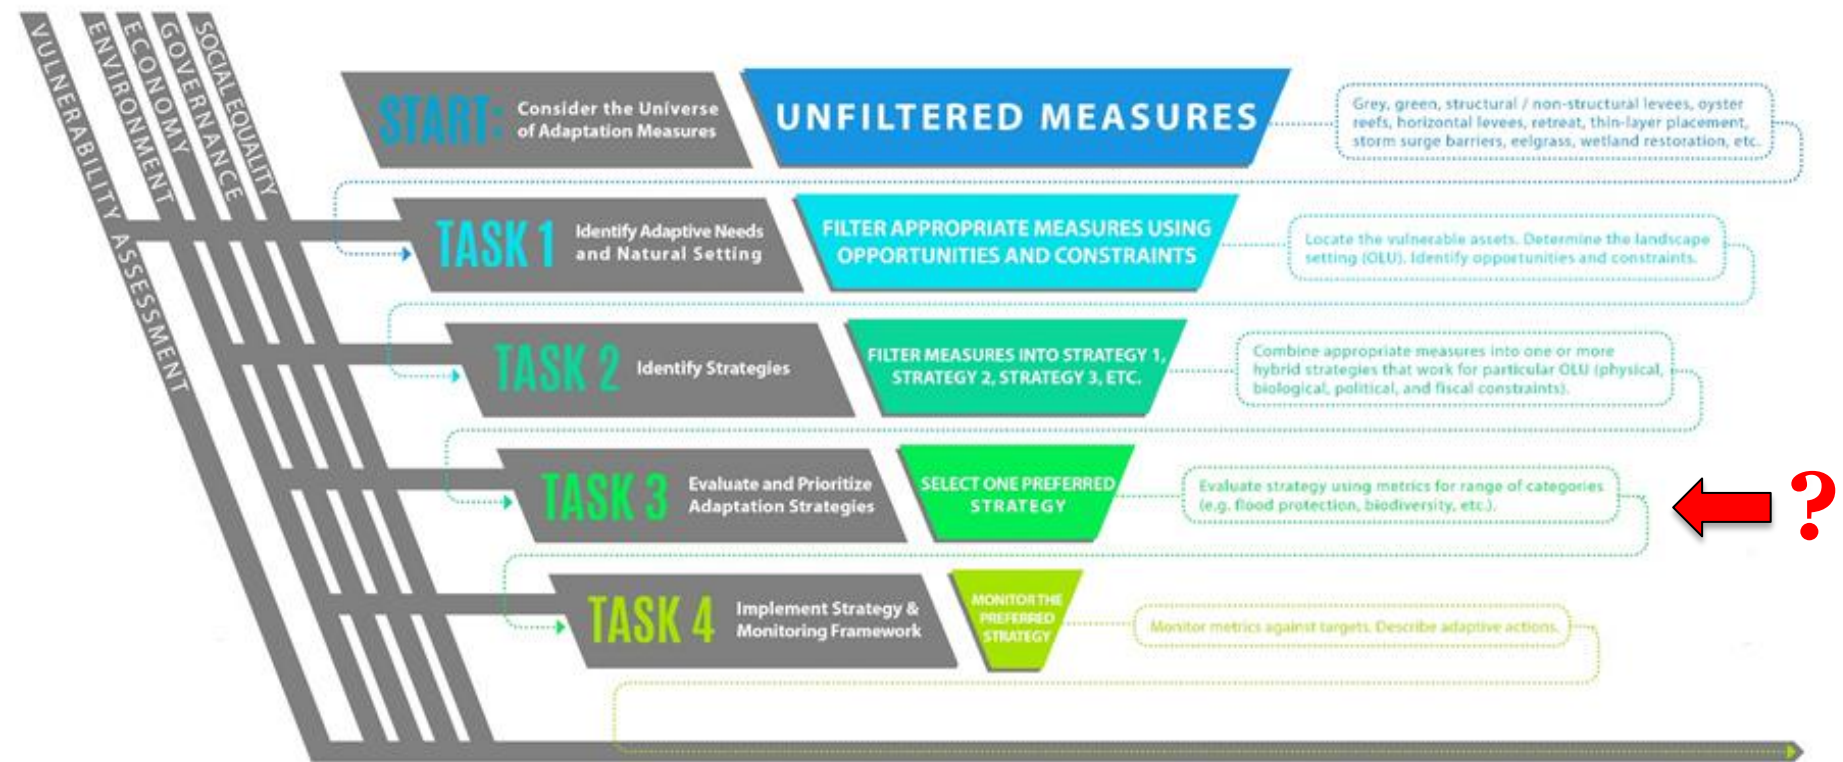 VULNERABILITY ASSESSMENT
ENVIRONMENT
ECONOMY
GOVERNANCE
SOCIAL EQUALITY
START:
Consider the Universe
of Adaptation Measures
UNFILTERED MEASURES
Grey, green, structural / non-structural levees, oyster
reefs, horizontal levees, retreat, thin-layer placement,
storm surge barriers, eelgrass, wetland restoration, etc.
TASK 1
Identify Adaptive Needs
and Natural Setting
FILTER APPROPRIATE MEASURES USING
OPPORTUNITIES AND CONSTRAINTS
Locate the vulnerable assets. Determine the landscape
setting (OLU). Identify opportunities and constraints.
TASK 2
Identify Strategies
FILTER MEASURES INTO STRATEGY 1,
STRATEGY 2, STRATEGY 3, ETC.
Combine appropriate measures into one or more
hybrid strategies that work for particular OLU (physical,
biological, political, and fiscal constraints).
TASK 3
Evaluate and Prioritize
Adaptation Strategies
SELECT ONE PREFERRED
STRATEGY
Evaluate strategy using metrics for range of categories
(e.g. flood protection, biodiversity, etc.).
?
TASK 4
Implement Strategy &
Monitoring Framework
MONITOR THE
PREFERRED
STRATEGY
Monitor metrics against targets. Describe adaptive actions.